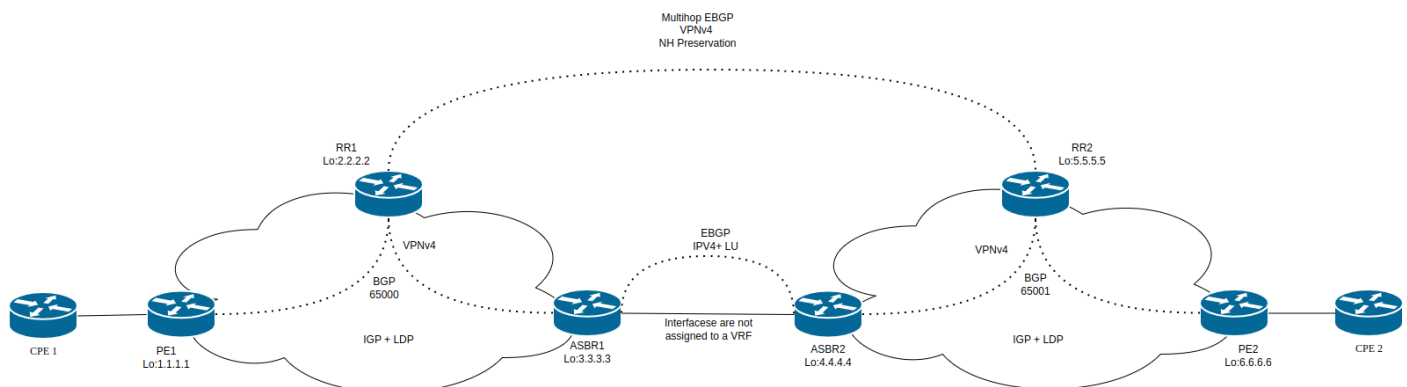 Multihop EBGP
VPNv4
NH Preservation
RR1
Lo:2.2.2.2
RR2
Lo:5.5.5.5
VPNv4
EBGP
IPV4+ LU
VPNv4
BGP
65000
BGP
65001
CPE 1
PE1
Lo:1.1.1.1
IGP + LDP
ASBR1
Lo:3.3.3.3
Interfacese are not
assigned to a VRF
ASBR2
Lo:4.4.4.4
IGP + LDP
PE2
Lo:6.6.6.6
CPE 2